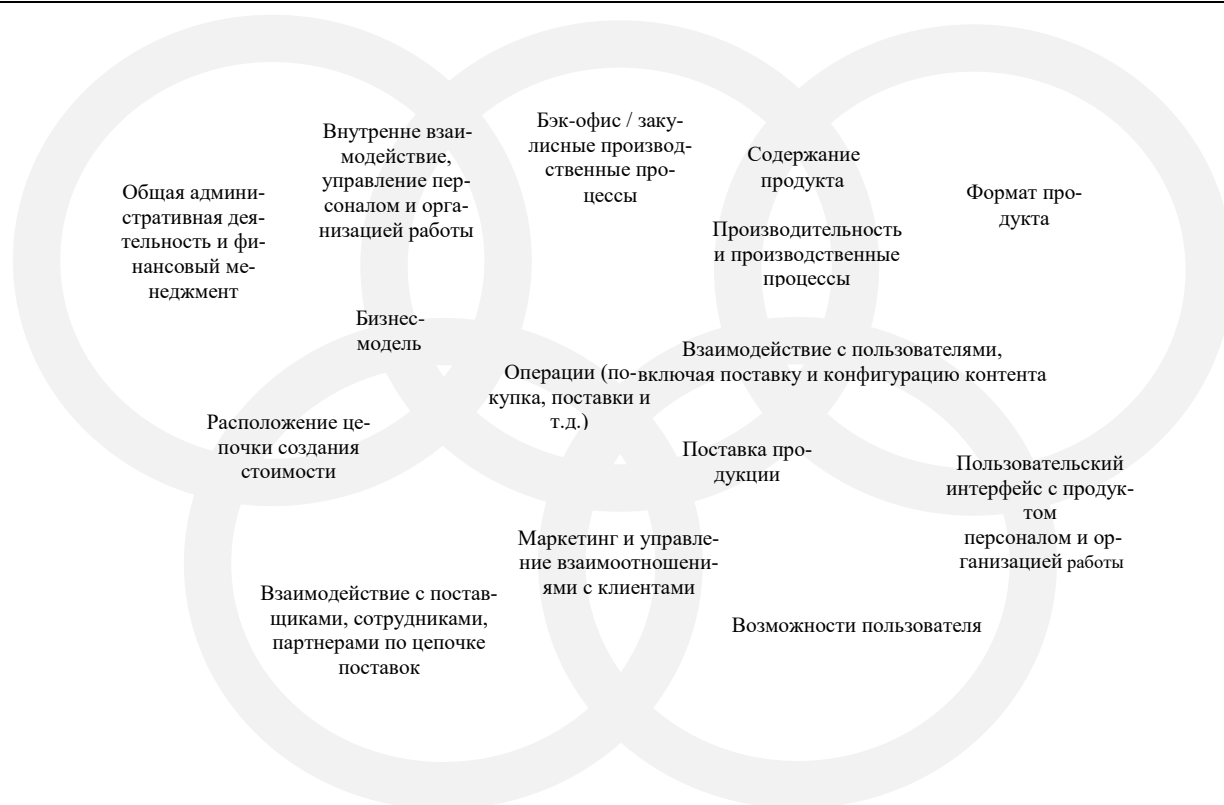 Общая админи-
стративная дея-
тельность и фи-
нансовый ме-
неджмент
Внутренне взаи-
модействие,
управление пер-
соналом и орга-
низацией работы
Бэк-офис / заку-
лисные производ-
ственные про-
цессы
Содержание
продукта
Формат про-
дукта
Производительность
и производственные
процессы
Бизнес-
модель
Взаимодействие с пользователями,
включая поставку и конфигурацию контента
Операции (по-
купка, поставки и
т.д.)
Расположение це-
почки создания
стоимости
Поставка про-
дукции
Пользовательский
интерфейс с продук-
том
персоналом и ор-
ганизацией работы
Маркетинг и управле-
ние взаимоотношени-
ями с клиентами
Взаимодействие с постав-
щиками, сотрудниками,
партнерами по цепочке
поставок
Возможности пользователя